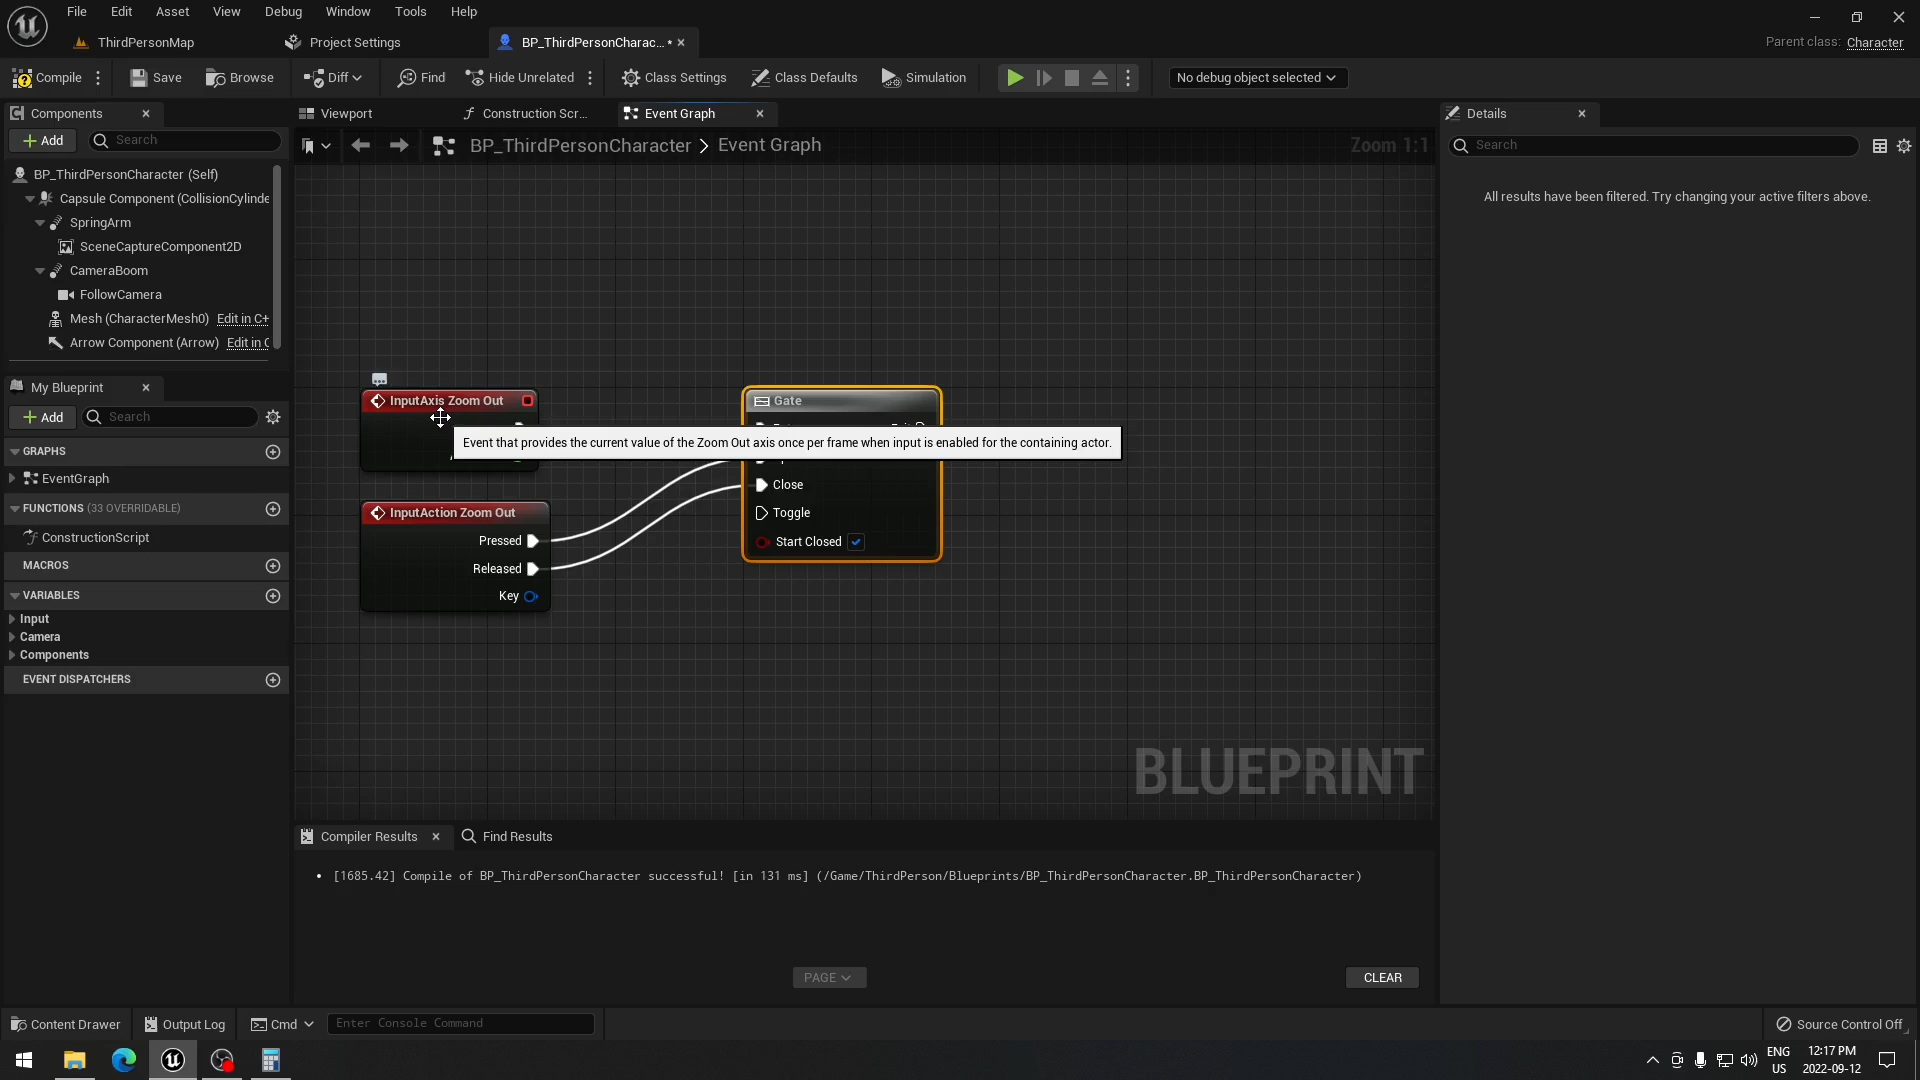 File Edit Asset View Debug Window Tools Help
ThirdPersonMap Project Settings BP_ThirdPersonCharac... •
Parent class: Character
Compile Save Browse Diff Find Hide Unrelated Class Settings Class Defaults Simulation No debug object selected
Components
Add Search
BP_ThirdPersonCharacter (Self)
Capsule Component (CollisionCylinde
SpringArm
SceneCaptureComponent2D
CameraBoom
FollowCamera
Mesh (CharacterMesh0) Edit in C+
Arrow Component (Arrow) Edit in C
My Blueprint
Add Search
GRAPHS
EventGraph
FUNCTIONS (33 OVERRIDABLE)
ConstructionScript
MACROS
VARIABLES
Input
Camera
Components
EVENT DISPATCHERS
Viewport Construction Scr... Event Graph
BP_ThirdPersonCharacter > Event Graph Zoom 1:1
InputAxis Zoom Out
Gate
Event that provides the current value of the Zoom Out axis once per frame when input is enabled for the containing actor.
Close
Toggle
Start Closed
InputAction Zoom Out
Pressed
Released
Key
BLUEPRINT
Compiler Results Find Results
• [1685.42] Compile of BP_ThirdPersonCharacter successful! [in 131 ms] (/Game/ThirdPerson/Blueprints/BP_ThirdPersonCharacter.BP_ThirdPersonCharacter)
PAGE CLEAR
Details
Search
All results have been filtered. Try changing your active filters above.
Content Drawer Output Log Cmd Enter Console Command Source Control Off
ENG
US
12:17 PM
2022-09-12